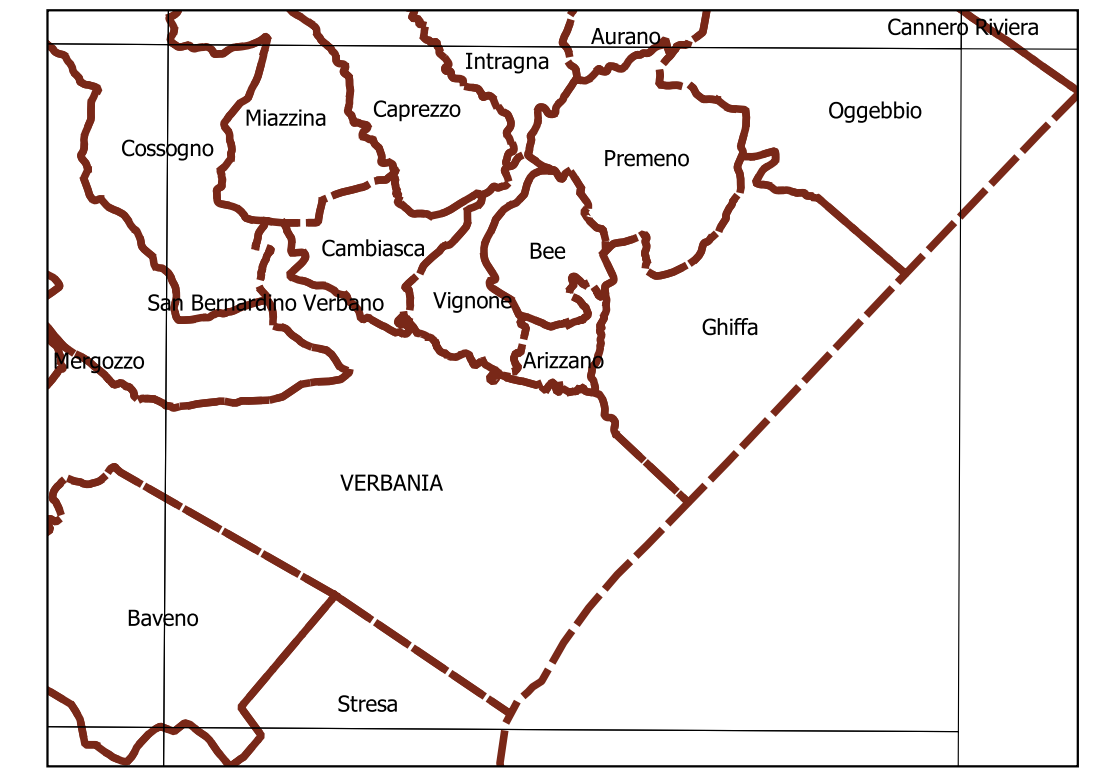 Cannero Riviera
Aurano
Intragna
Caprezzo
Oggebbio
Miazzina
Cossogno
Premeno
Cambiasca
Bee
Vignone
San Bernardino Verbano
Ghiffa
Mergozzo
Arizzano
VERBANIA
Baveno
Stresa